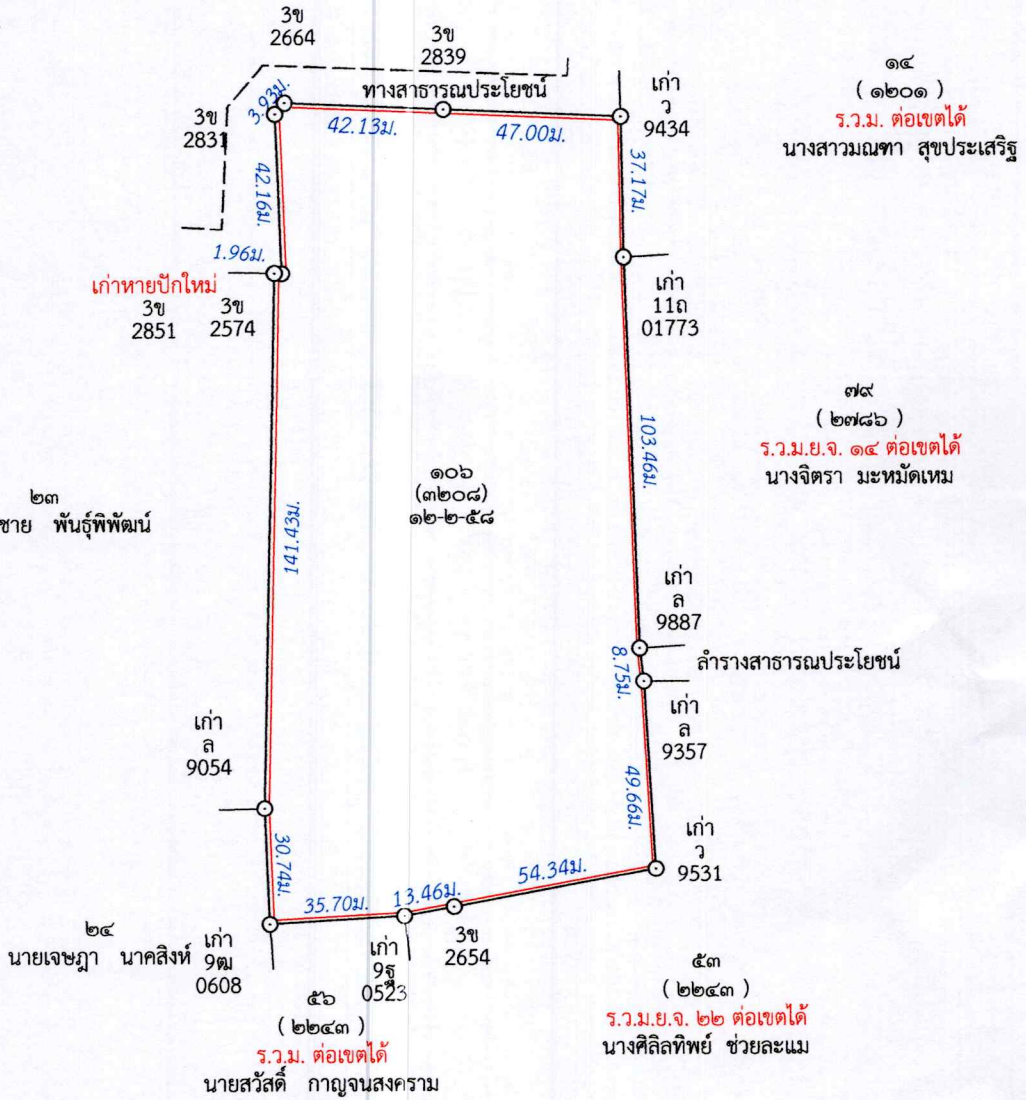 3ข
2664
3ข
2839
ทางสาธารณประโยชน์
เก่า
ว
9434
๑๔
( ๑๒๐๑ )
ร.ว.ม. ต่อเขตได้
นางสาวมณฑา สุขประเสริฐ
3ข
2831
3.93ม.
42.13ม.
47.00ม.
42.16ม.
37.17ม.
1.96ม.
เก่าหายปักใหม่
3ข
2851
3ข
2574
เก่า
11ถ
01773
๗๙
( ๒๗๘๖ )
ร.ว.ม.ย.จ. ๑๔ ต่อเขตได้
นางจิตรา มะหมัดเหม
103.46ม.
๑๐๖
(๓๒๐๘)
๑๒-๒-๕๘
๒๓
ชาย พันธุ์พิพัฒน์
141.43ม.
เก่า
ล
9887
8.75ม.
ลำรางสาธารณประโยชน์
เก่า
ล
9357
เก่า
ล
9054
49.66ม.
เก่า
ว
9531
30.74ม.
35.70ม.
13.46ม.
54.34ม.
3ข
2654
๒๔
นายเจษฎา นาคสิงห์
เก่า
9ฒ
0608
เก่า
9ฐ
0523
๕๖
( ๒๒๔๓ )
ร.ว.ม. ต่อเขตได้
นายสวัสดิ์ กาญจนสงคราม
๕๓
( ๒๒๔๓ )
ร.ว.ม.ย.จ. ๒๒ ต่อเขตได้
นางศิลิลทิพย์ ช่วยละแม